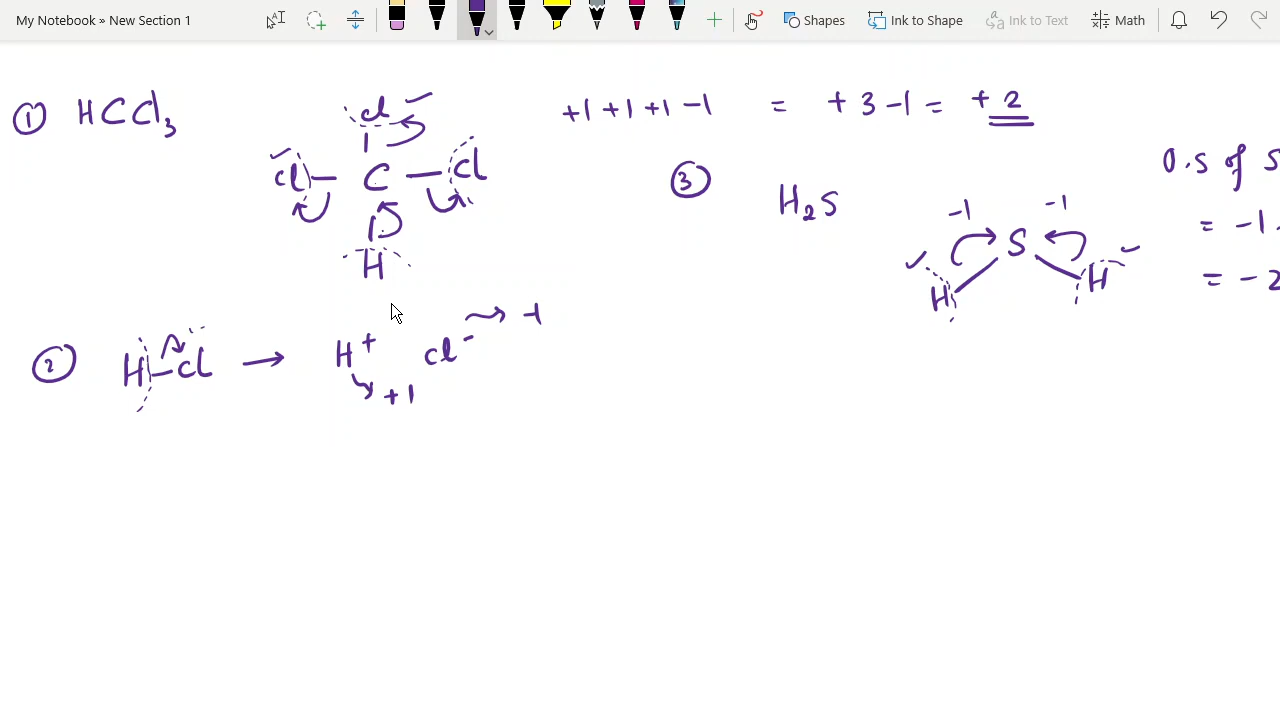 My Notebook » New Section 1
Shapes
Ink to Shape
Ink to Text
Math
① HCCl3
Cl
Cl – C – Cl
H
+1 +1 +1 -1 = + 3 -1 = + 2
③ H2S
-1 -1
S
H H
O.S of S
= -1
= -2
② H-Cl → H+ Cl- → -1
+1